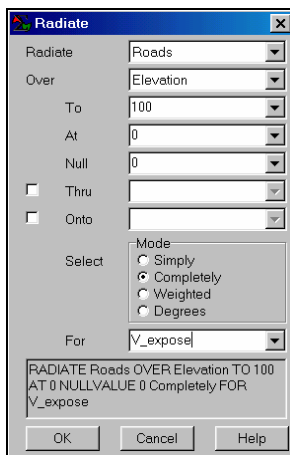 Radiate
Radiate Roads
Over Elevation
To 100
At 0
Null 0
Thru
Onto
Mode
Select
Simply
Completely
Weighted
Degrees
For V_expose
RADIATE Roads OVER Elevation TO 100
AT 0 NULLVALUE 0 Completely FOR
V_expose
OK Cancel Help